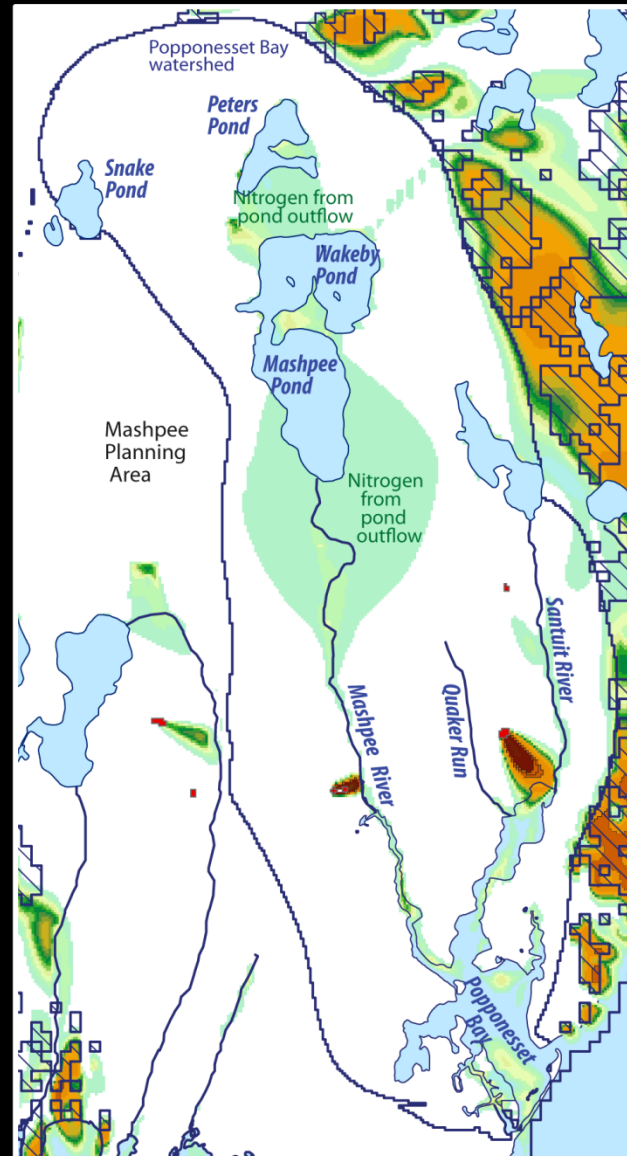 Popponesset Bay
watershed
Peters
Pond
Snake
Pond
Nitrogen from
pond outflow
Wakeby
Pond
Mashpee
Pond
Mashpee
Planning
Area
Nitrogen
from
pond
outflow
Santuit River
Quaker Run
Mashpee River
Popponesset
Bay